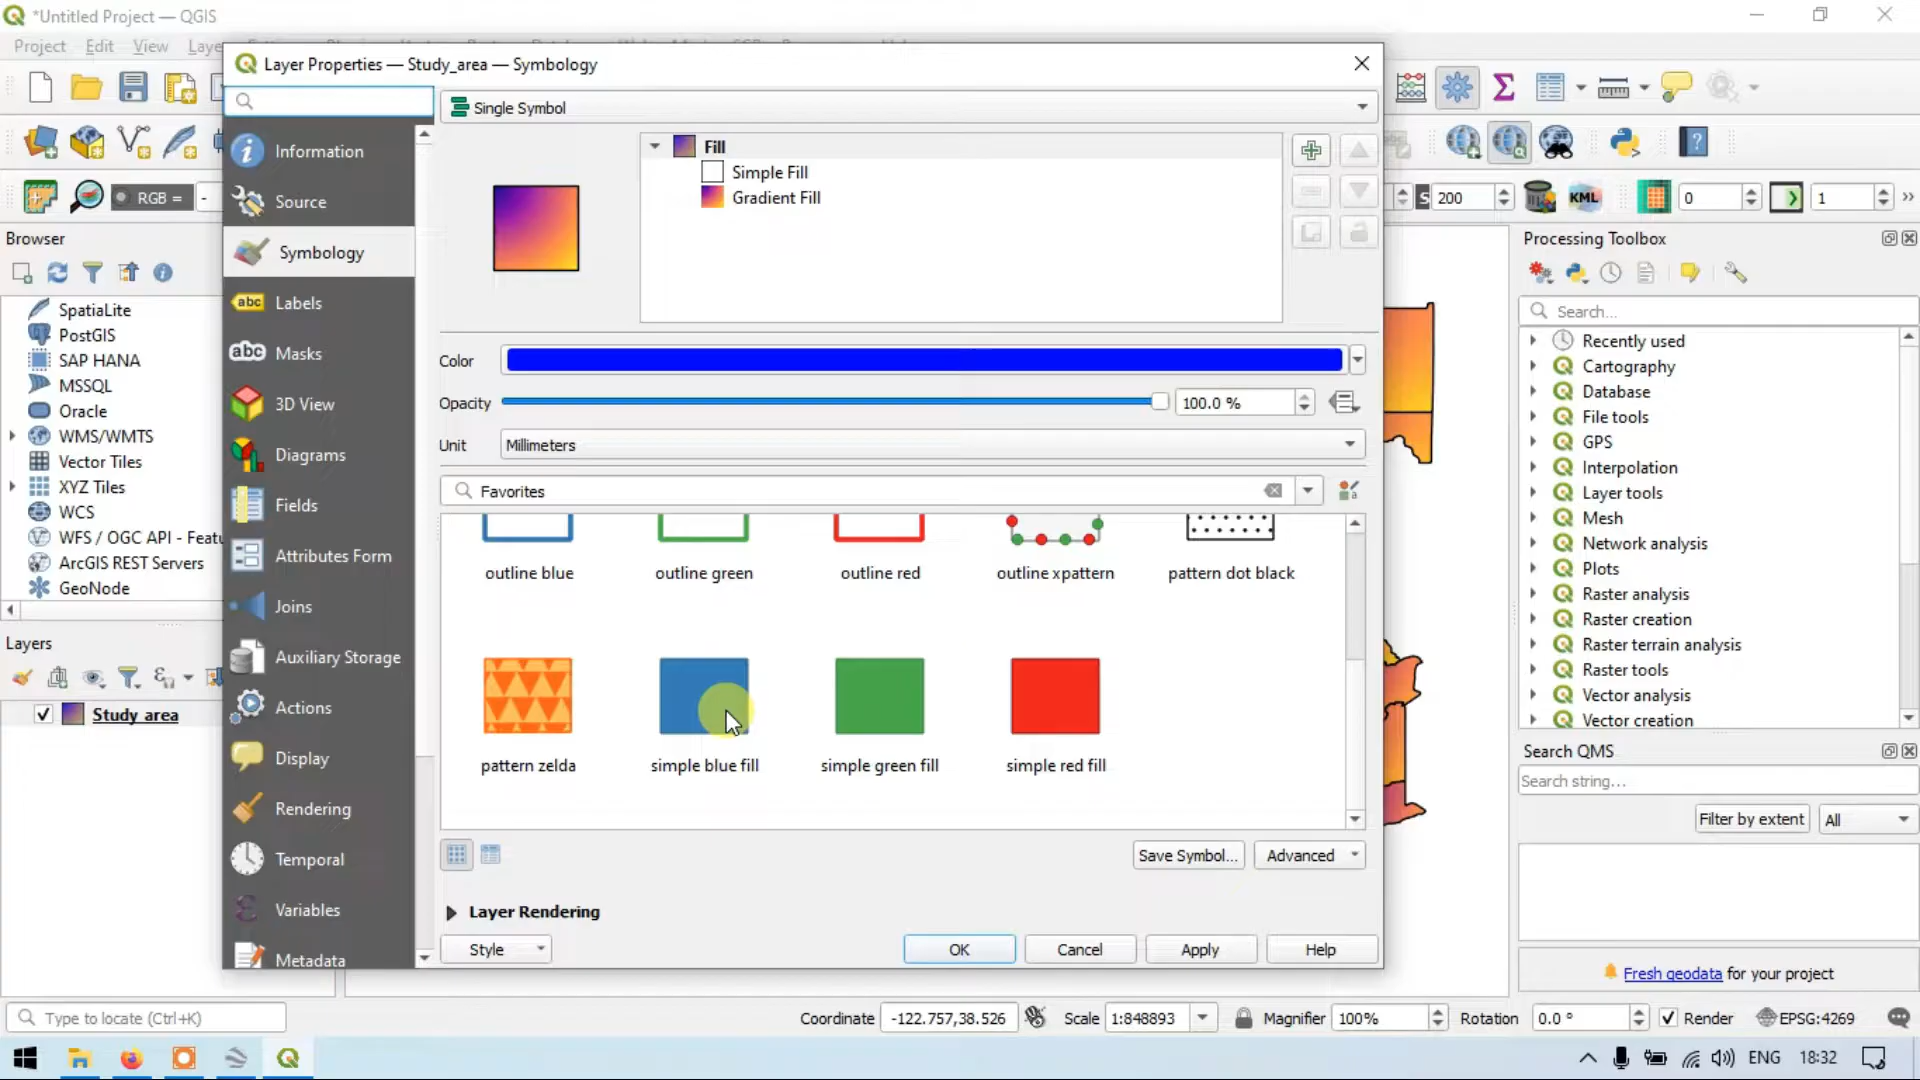 *Untitled Project — QGIS
Project Edit View Laye
Layer Properties — Study_area — Symbology
Single Symbol
Information
Source
Symbology
Labels
Masks
3D View
Diagrams
Fields
Attributes Form
Joins
Auxiliary Storage
Actions
Display
Rendering
Temporal
Variables
Metadata
Fill
Simple Fill
Gradient Fill
Color
Opacity 100.0 %
Unit Millimeters
Favorites
outline blue outline green outline red outline xpattern pattern dot black
pattern zelda simple blue fill simple green fill simple red fill
Save Symbol... Advanced
Layer Rendering
Style OK Cancel Apply Help
RGB = -
S 200 KML 0 1 »
Browser
SpatiaLite
PostGIS
SAP HANA
MSSQL
Oracle
WMS/WMTS
Vector Tiles
XYZ Tiles
WCS
WFS / OGC API - Featu
ArcGIS REST Servers
GeoNode
Layers
Study area
Processing Toolbox
Search...
Recently used
Cartography
Database
File tools
GPS
Interpolation
Layer tools
Mesh
Network analysis
Plots
Raster analysis
Raster creation
Raster terrain analysis
Raster tools
Vector analysis
Vector creation
Search QMS
Search string...
Filter by extent All
Fresh geodata for your project
Type to locate (Ctrl+K) Coordinate -122.757,38.526 Scale 1:848893 Magnifier 100% Rotation 0.0 ° Render EPSG:4269
ENG 18:32